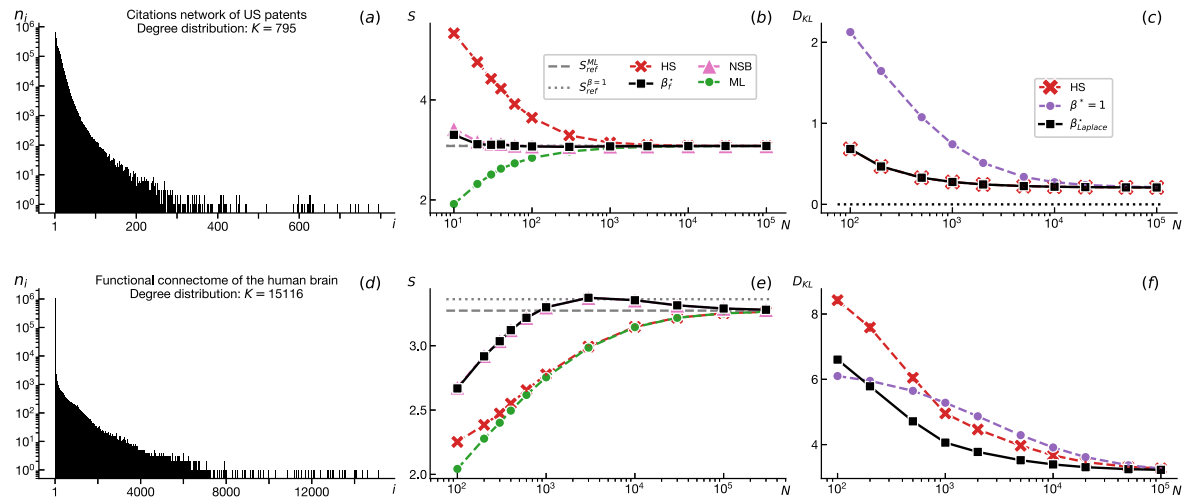 n_i
Citations network of US patents
Degree distribution: K = 795
(a)
10^6
10^5
10^4
10^3
10^2
10^1
10^0
1
200
400
600
i
S
(b)
4
2
S_ref^ML
S_ref^β=1
HS
β_f^*
NSB
ML
10^1
10^2
10^3
10^4
10^5
N
D_KL
(c)
2
1
0
HS
β^* = 1
β_Laplace^*
10^2
10^3
10^4
10^5
N
n_i
Functional connectome of the human brain
Degree distribution: K = 15116
(d)
10^6
10^5
10^4
10^3
10^2
10^1
10^0
1
4000
8000
12000
i
S
(e)
3.0
2.5
2.0
10^2
10^3
10^4
10^5
N
D_KL
(f)
8
6
4
10^2
10^3
10^4
10^5
N